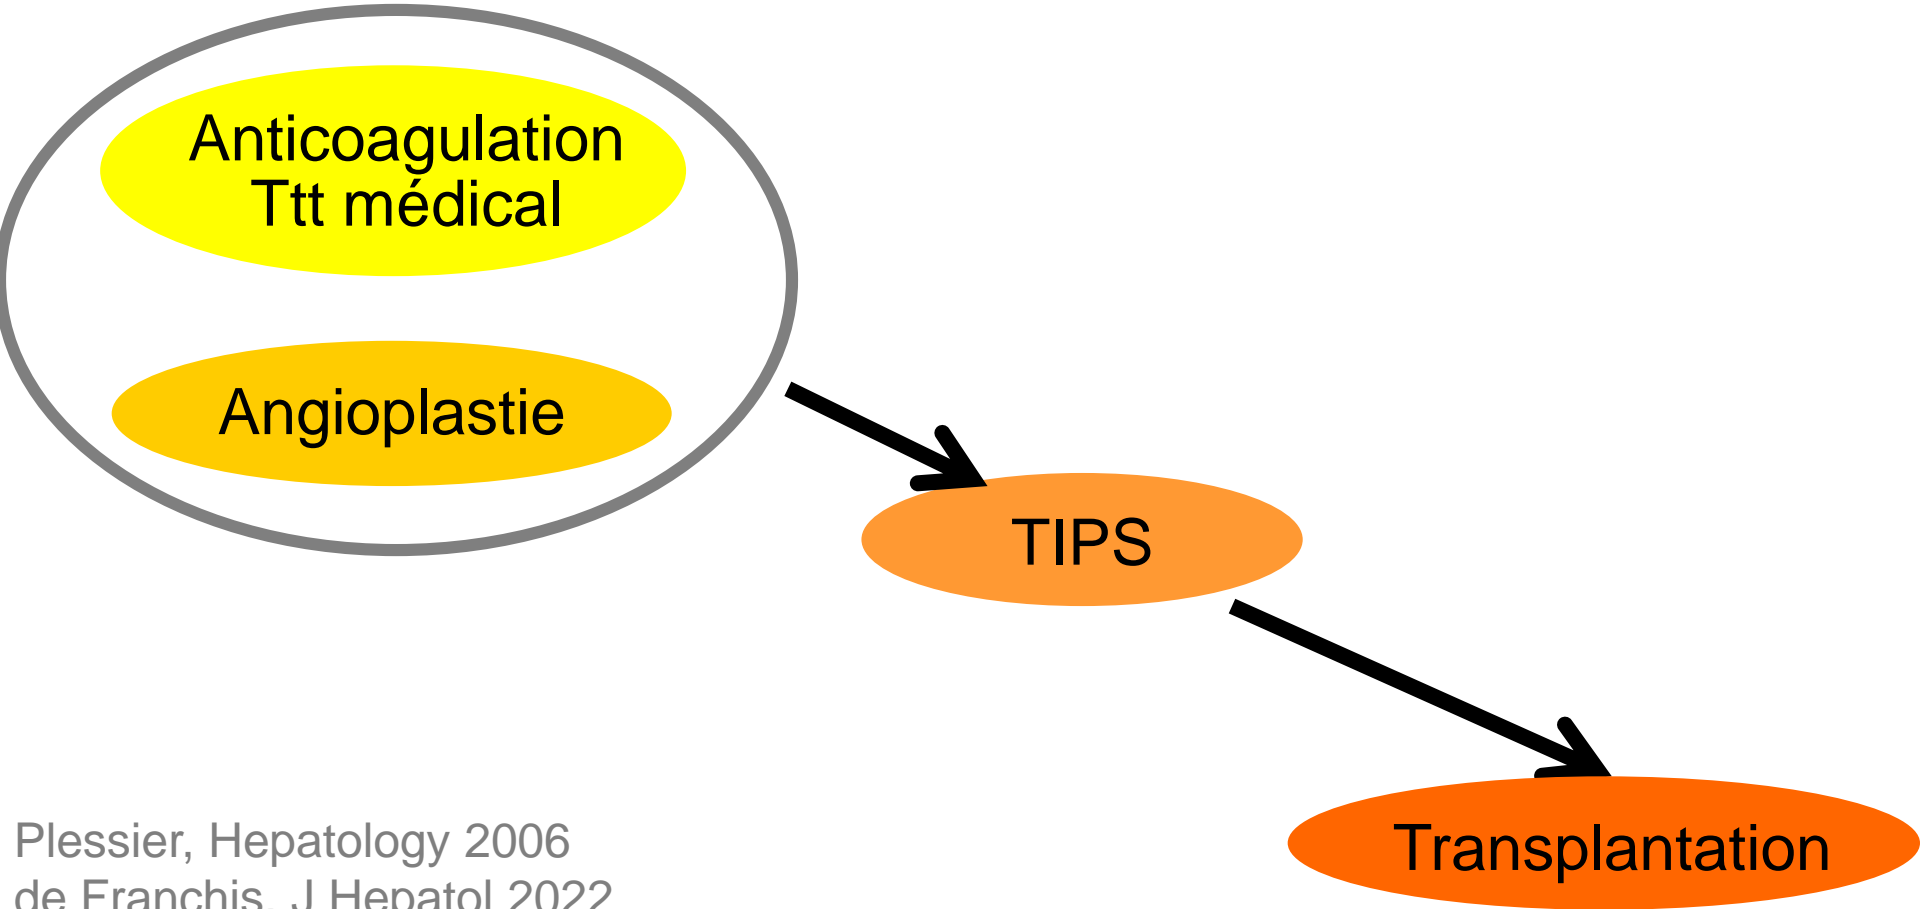 Anticoagulation
Ttt médical
Angioplastie
TIPS
Transplantation
Plessier, Hepatology 2006
de Franchis, J Hepatol 2022